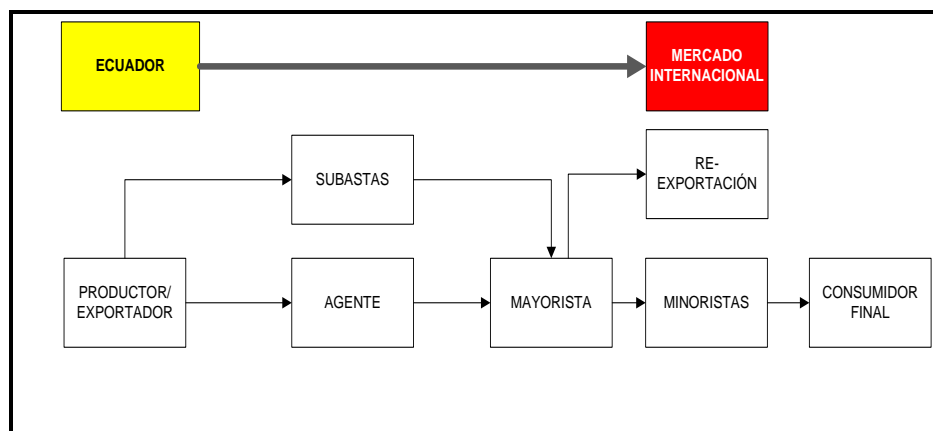 ECUADOR
MERCADO
INTERNACIONAL
SUBASTAS
RE-
EXPORTACIÓN
PRODUCTOR/
EXPORTADOR
AGENTE
MAYORISTA
MINORISTAS
CONSUMIDOR
FINAL